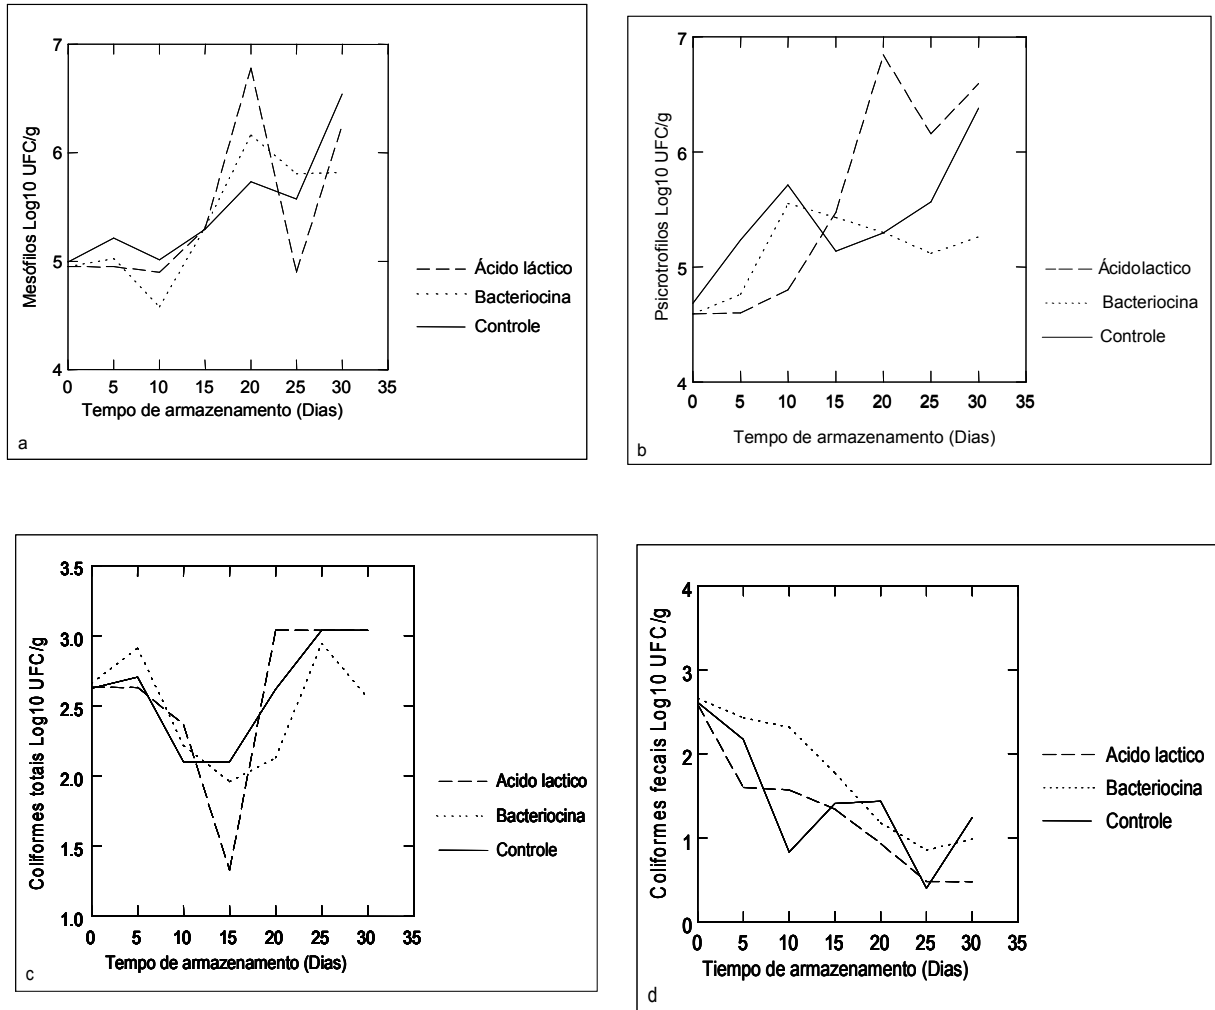 7
6
5
4
Mesófilos Log10 UFC/g
0 5 10 15 20 25 30 35
Tempo de armazenamento (Dias)
Ácido láctico
Bacteriocina
Controle
a
7
6
5
4
Psicrotrofilos Log10 UFC/g
0 5 10 15 20 25 30 35
Tempo de armazenamento (Dias)
Ácidolactico
Bacteriocina
Controle
b
3.5
3.0
2.5
2.0
1.5
1.0
Coliformes totais Log10 UFC/g
0 5 10 15 20 25 30 35
Tempo de armazenamento (Dias)
Acido lactico
Bacteriocina
Controle
c
4
3
2
1
0
Coliformes fecais Log10 UFC/g
0 5 10 15 20 25 30 35
Tiempo de armazenamento (Dias)
Acido lactico
Bacteriocina
Controle
d